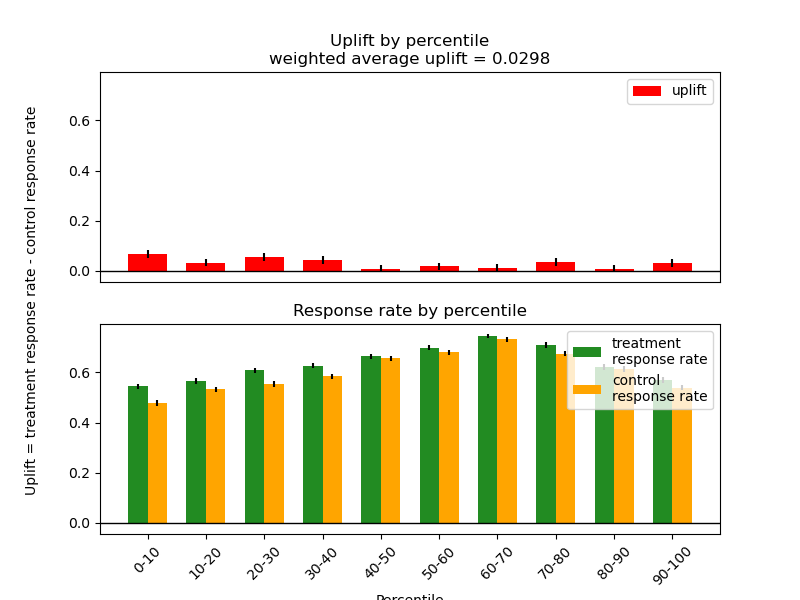 Uplift by percentile
weighted average uplift = 0.0298
uplift
0.6
0.4
0.2
0.0
Uplift = treatment response rate - control response rate
Response rate by percentile
treatment
response rate
control
response rate
0.6
0.4
0.2
0.0
0-10
10-20
20-30
30-40
40-50
50-60
60-70
70-80
80-90
90-100
Percentile